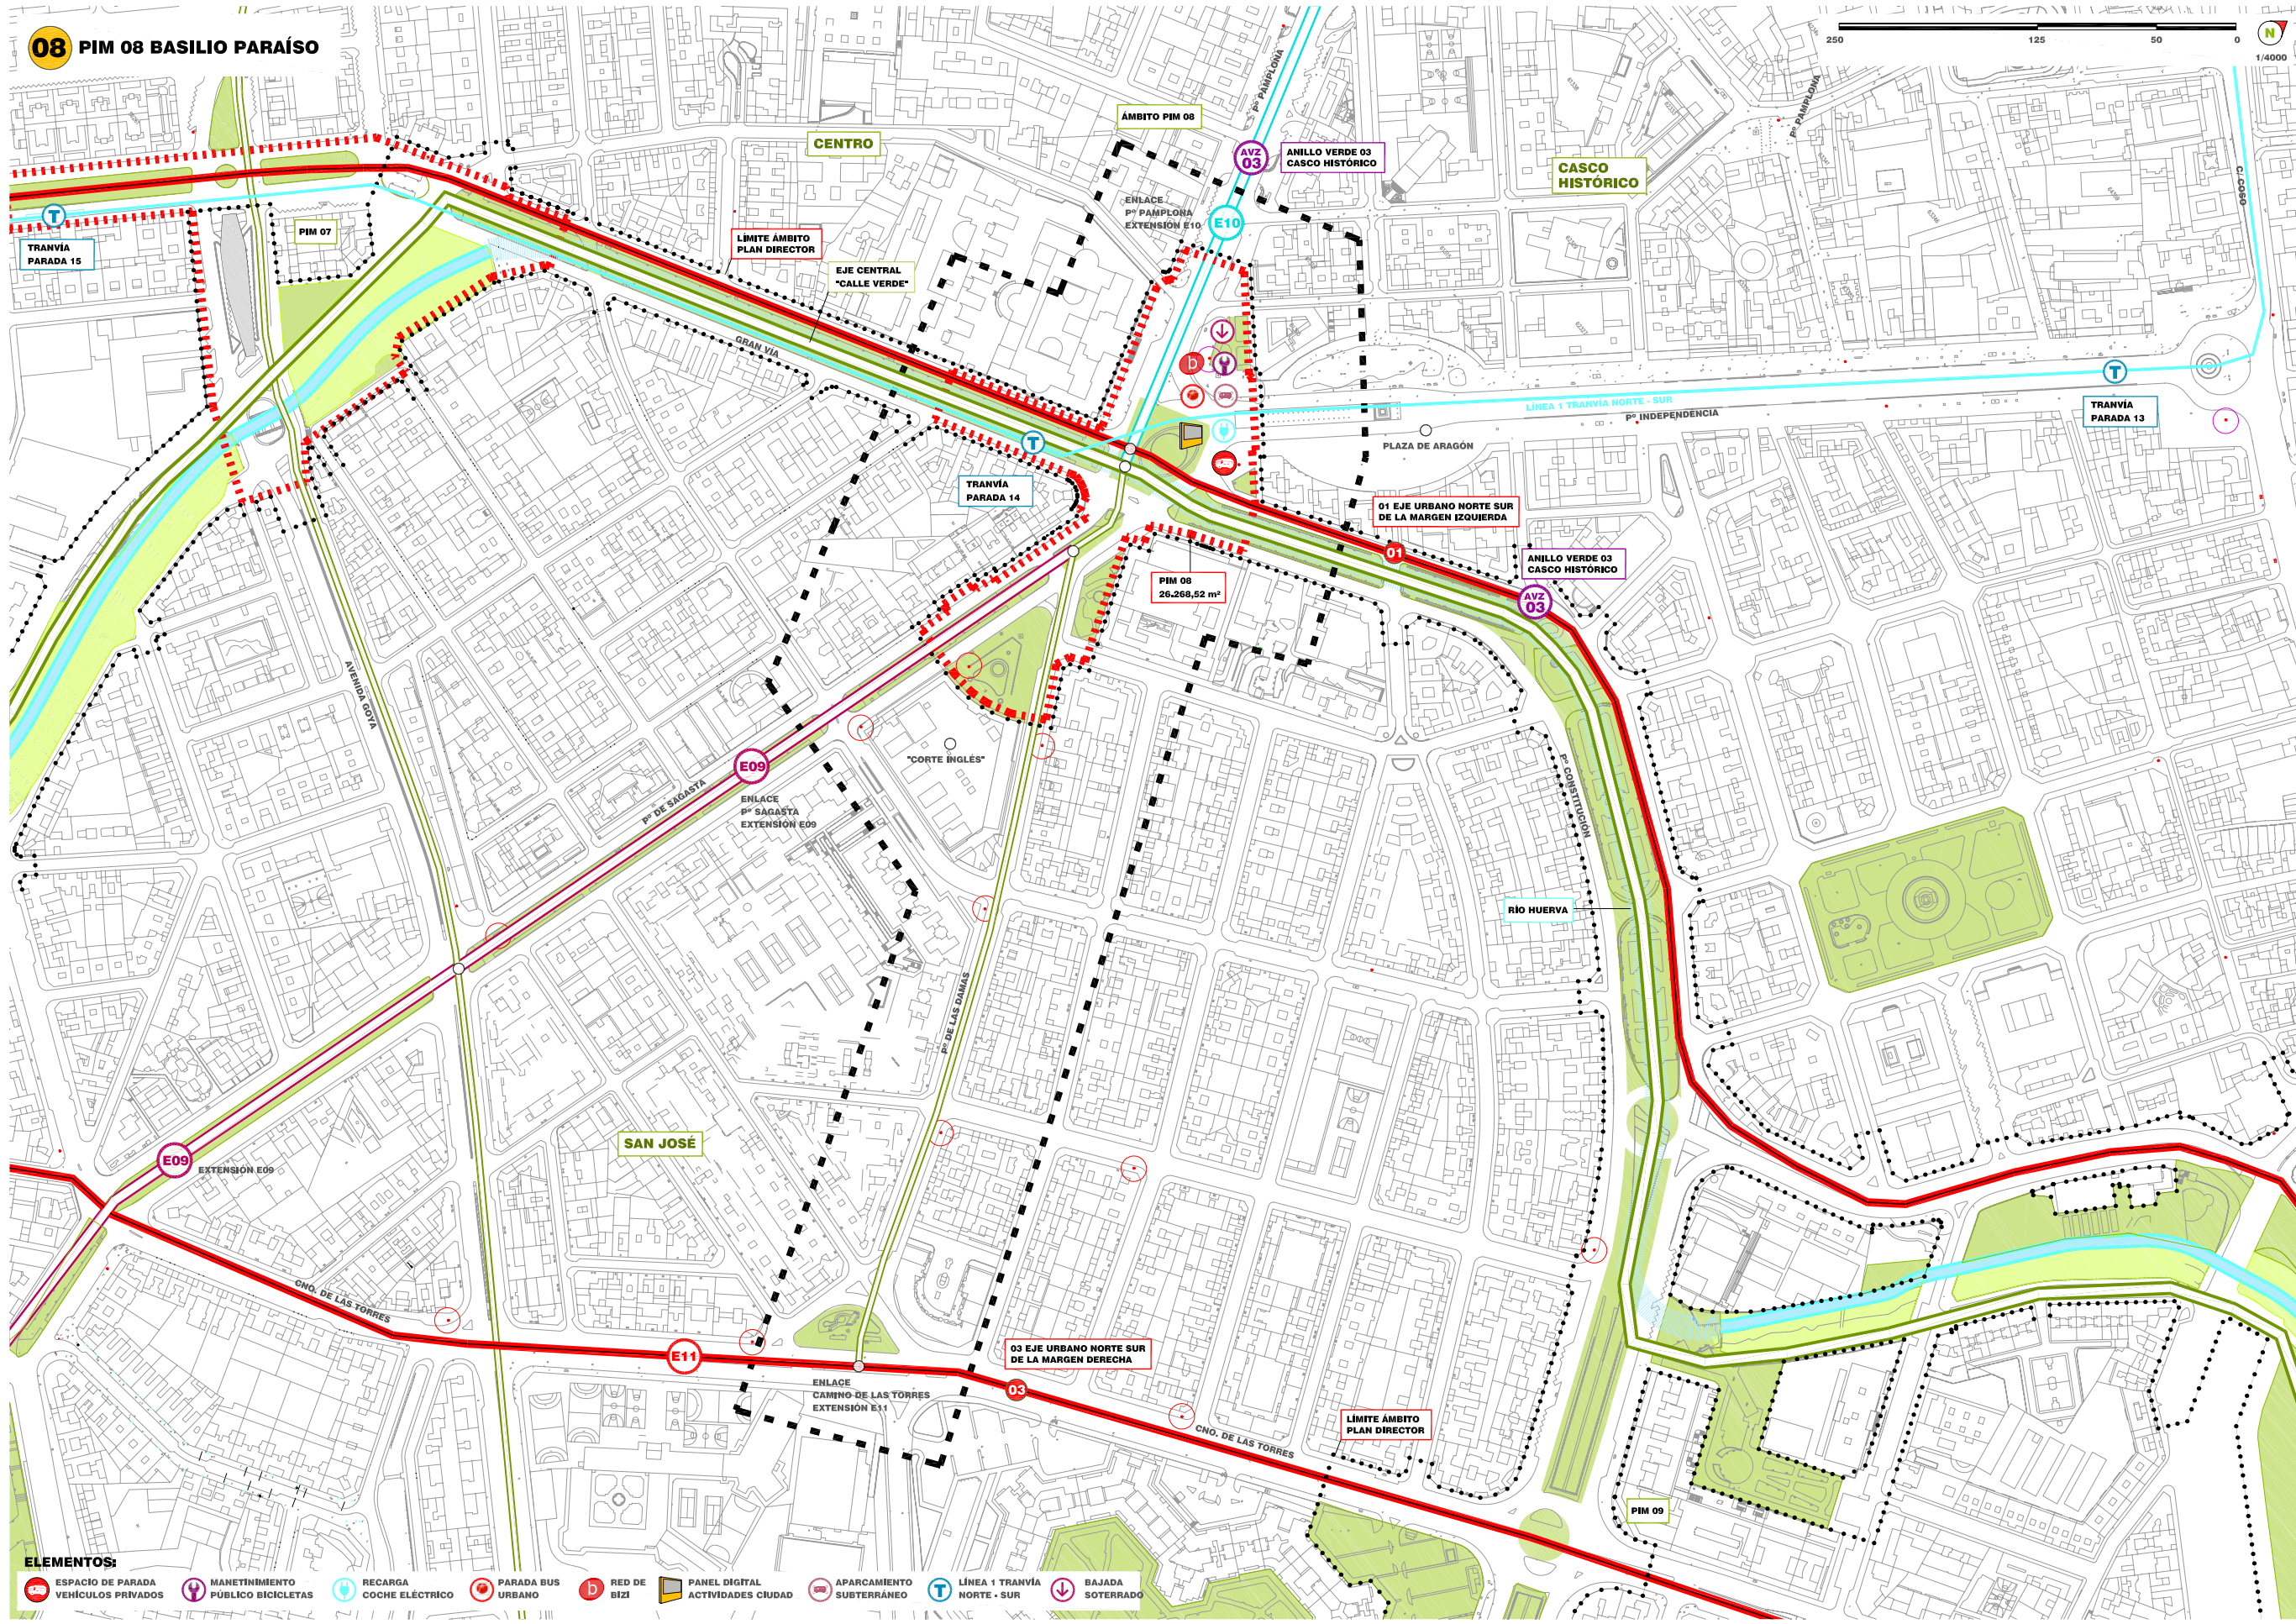 08 PIM 08 BASILIO PARAÍSO
250 125 50 0
N
1/4000
Pº PAMPLONA
Pº PAMPLONA
C/ COSO
ÁMBITO PIM 08
CENTRO
AVZ
03
ANILLO VERDE 03
CASCO HISTÓRICO
CASCO
HISTÓRICO
ENLACE
Pº PAMPLONA
EXTENSIÓN E10
E10
T
TRANVÍA
PARADA 15
PIM 07
LÍMITE ÁMBITO
PLAN DIRECTOR
EJE CENTRAL
"CALLE VERDE"
GRAN VÍA
b
T
TRANVÍA
PARADA 13
LÍNEA 1 TRANVÍA NORTE - SUR
Pº INDEPENDENCIA
PLAZA DE ARAGÓN
T
TRANVÍA
PARADA 14
01 EJE URBANO NORTE SUR
DE LA MARGEN IZQUIERDA
01
ANILLO VERDE 03
CASCO HISTÓRICO
AVZ
03
PIM 08
26.268,52 m²
AVENIDA GOYA
"CORTE INGLÉS"
E09
Pº DE SAGASTA
ENLACE
Pº SAGASTA
EXTENSIÓN E09
Pº CONSTITUCIÓN
RÍO HUERVA
Pº DE LAS DAMAS
SAN JOSÉ
E09
EXTENSIÓN E09
CNO. DE LAS TORRES
E11
03 EJE URBANO NORTE SUR
DE LA MARGEN DERECHA
03
ENLACE
CAMINO DE LAS TORRES
EXTENSIÓN E11
LÍMITE ÁMBITO
PLAN DIRECTOR
CNO. DE LAS TORRES
PIM 09
ELEMENTOS:
ESPACIO DE PARADA
VEHÍCULOS PRIVADOS
MANETINIMIENTO
PÚBLICO BICICLETAS
RECARGA
COCHE ELÉCTRICO
PARADA BUS
URBANO
b
RED DE
BIZI
PANEL DIGITAL
ACTIVIDADES CIUDAD
APARCAMIENTO
SUBTERRÁNEO
T
LÍNEA 1 TRANVÍA
NORTE - SUR
BAJADA
SOTERRADO